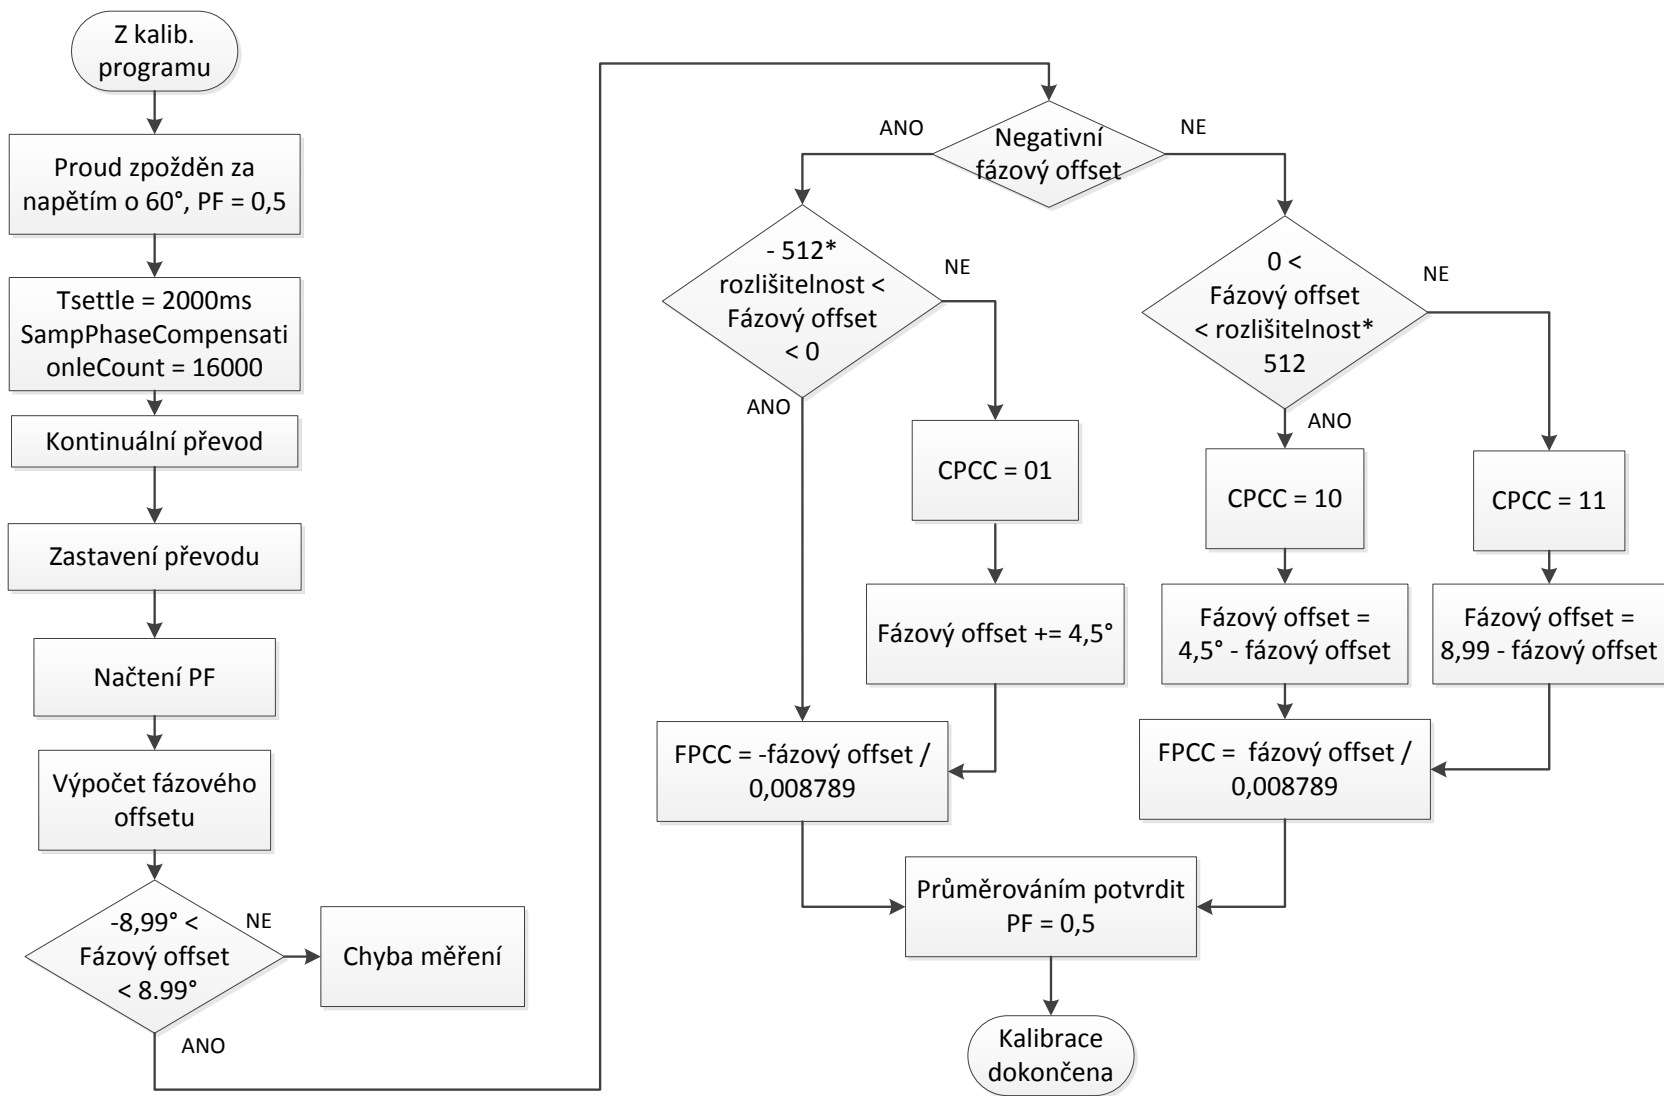 Z kalib.
programu
Proud zpožděn za
napětím o 60°, PF = 0,5
Tsettle = 2000ms
SampPhaseCompensati
onleCount = 16000
Kontinuální převod
Zastavení převodu
Načtení PF
Výpočet fázového
offsetu
-8,99° <
Fázový offset
< 8.99°
NE
Chyba měření
ANO
Negativní
fázový offset
ANO
NE
- 512*
rozlišitelnost <
Fázový offset
< 0
NE
ANO
CPCC = 01
Fázový offset += 4,5°
FPCC = -fázový offset /
0,008789
0 <
Fázový offset
< rozlišitelnost*
512
NE
ANO
CPCC = 10
CPCC = 11
Fázový offset =
4,5° - fázový offset
Fázový offset =
8,99 - fázový offset
FPCC =  fázový offset /
0,008789
Průměrováním potvrdit
PF = 0,5
Kalibrace
dokončena